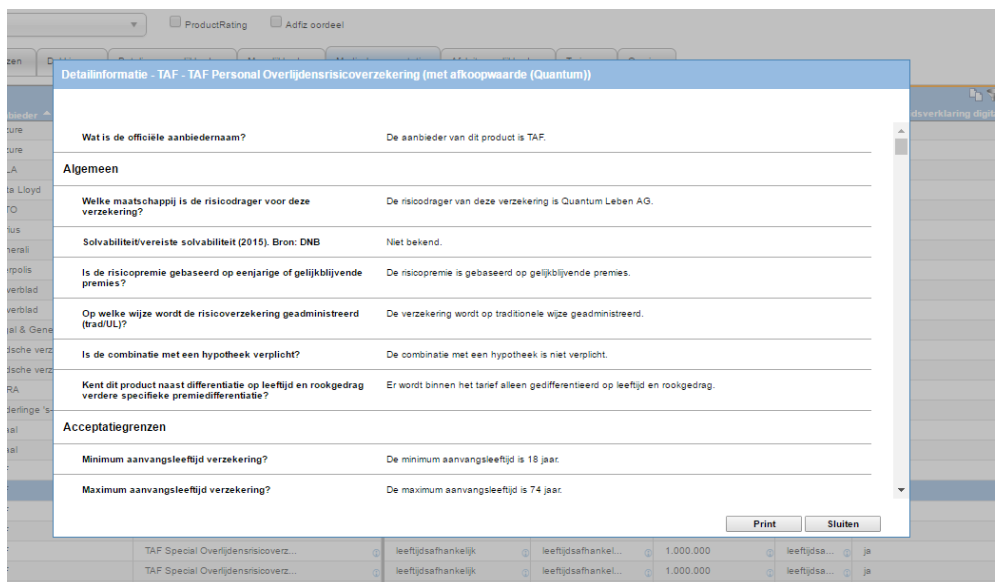 ProductRating
Adfiz oordeel
Detailinformatie - TAF - TAF Personal Overlijdensrisicoverzekering (met afkoopwaarde (Quantum))
Wat is de officiële aanbiedernaam? De aanbieder van dit product is TAF.
Algemeen
Welke maatschappij is de risicodrager voor deze De risicodrager van deze verzekering is Quantum Leben AG.
verzekering?
Solvabiliteit/vereiste solvabiliteit (2015). Bron: DNB Niet bekend.
Is de risicopremie gebaseerd op eenjarige of gelijkblijvende De risicopremie is gebaseerd op gelijkblijvende premies.
premies?
Op welke wijze wordt de risicoverzekering geadministreerd De verzekering wordt op traditionele wijze geadministreerd.
(trad/UL)?
Is de combinatie met een hypotheek verplicht? De combinatie met een hypotheek is niet verplicht.
Kent dit product naast differentiatie op leeftijd en rookgedrag Er wordt binnen het tarief alleen gedifferentieerd op leeftijd en rookgedrag.
verdere specifieke premiedifferentiatie?
Acceptatiegrenzen
Minimum aanvangsleeftijd verzekering? De minimum aanvangsleeftijd is 18 jaar.
Maximum aanvangsleeftijd verzekering? De maximum aanvangsleeftijd is 74 jaar.
Print Sluiten
TAF Special Overlijdensrisicoverz... leeftijdsafhankelijk leeftijdsafhankel... 1.000.000 leeftijdsa... ja
TAF Special Overlijdensrisicoverz... leeftijdsafhankelijk leeftijdsafhankel... 1.000.000 leeftijdsa... ja